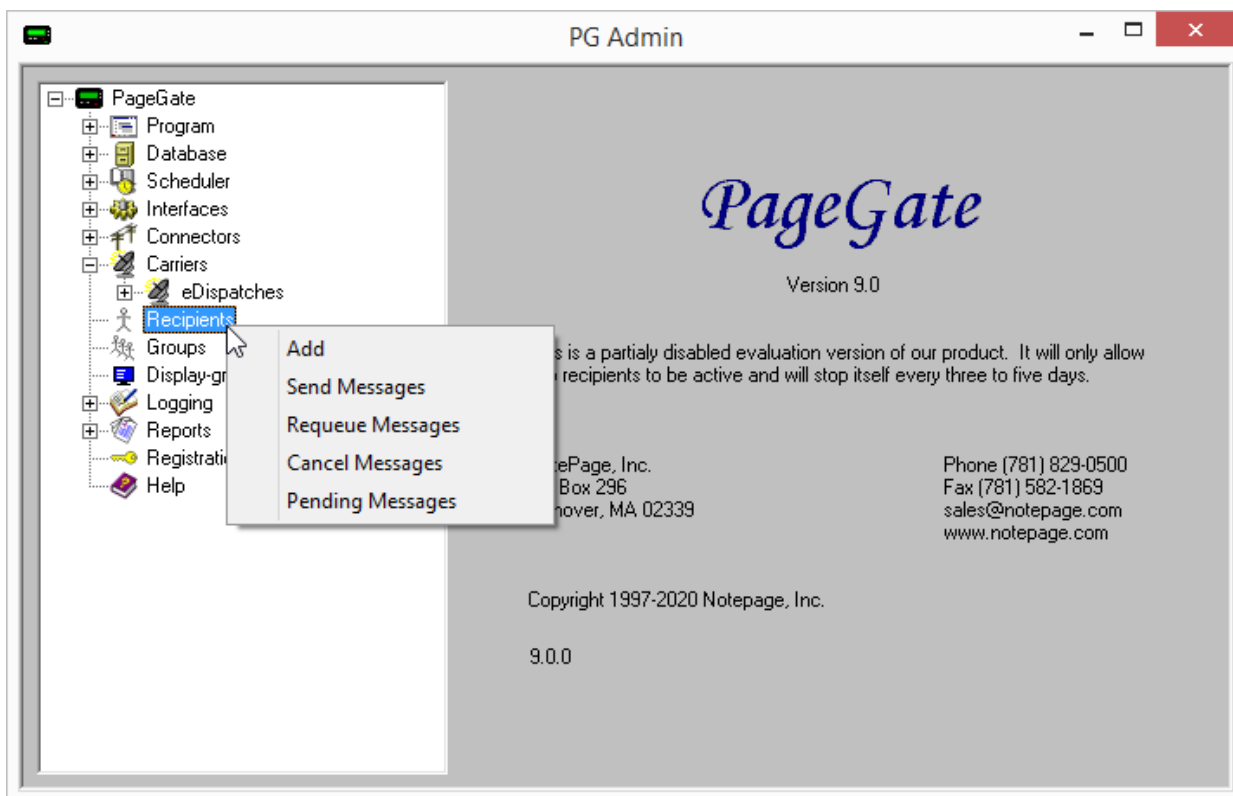 PG Admin
PageGate
Program
Database
Scheduler
Interfaces
Connectors
Carriers
eDispatches
Recipients
Groups
Display-gr
Logging
Reports
Registrati
Help
Add
Send Messages
Requeue Messages
Cancel Messages
Pending Messages
PageGate
Version 9.0
s is a partialy disabled evaluation version of our product. It will only allow
recipients to be active and will stop itself every three to five days.
tePage, Inc.
Box 296
nover, MA 02339
Phone (781) 829-0500
Fax (781) 582-1869
sales@notepage.com
www.notepage.com
Copyright 1997-2020 Notepage, Inc.
9.0.0